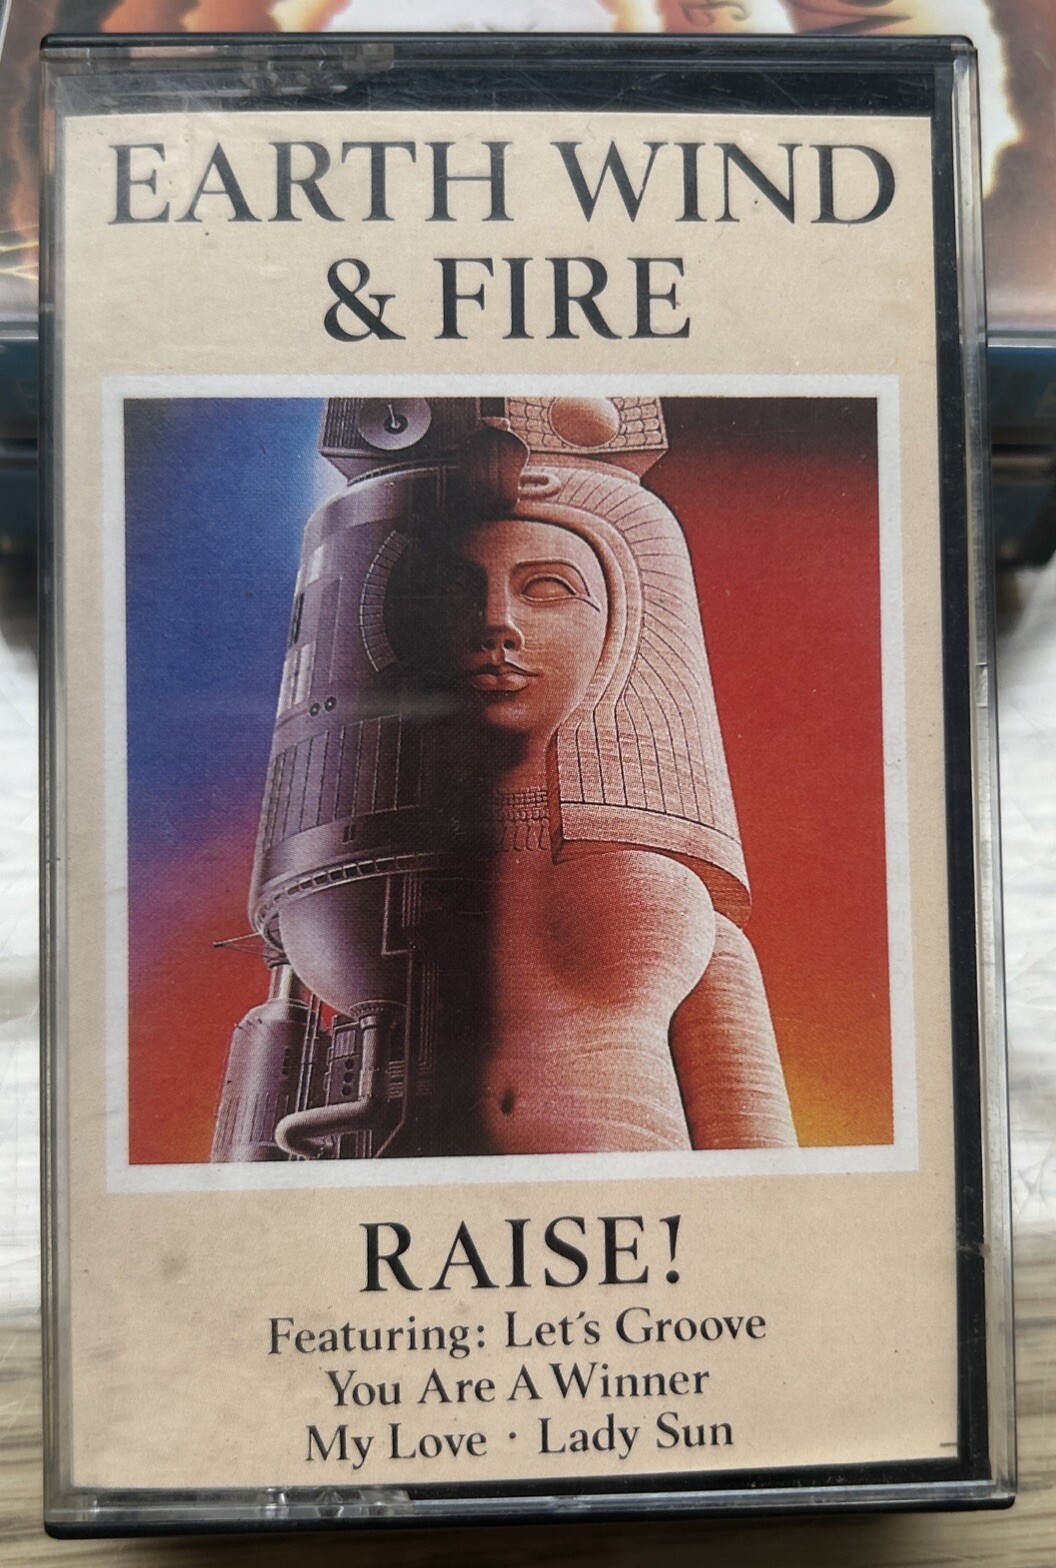 EARTH WIND
& FIRE
RAISE!
Featuring: Let's Groove
You Are A Winner
My Love · Lady Sun